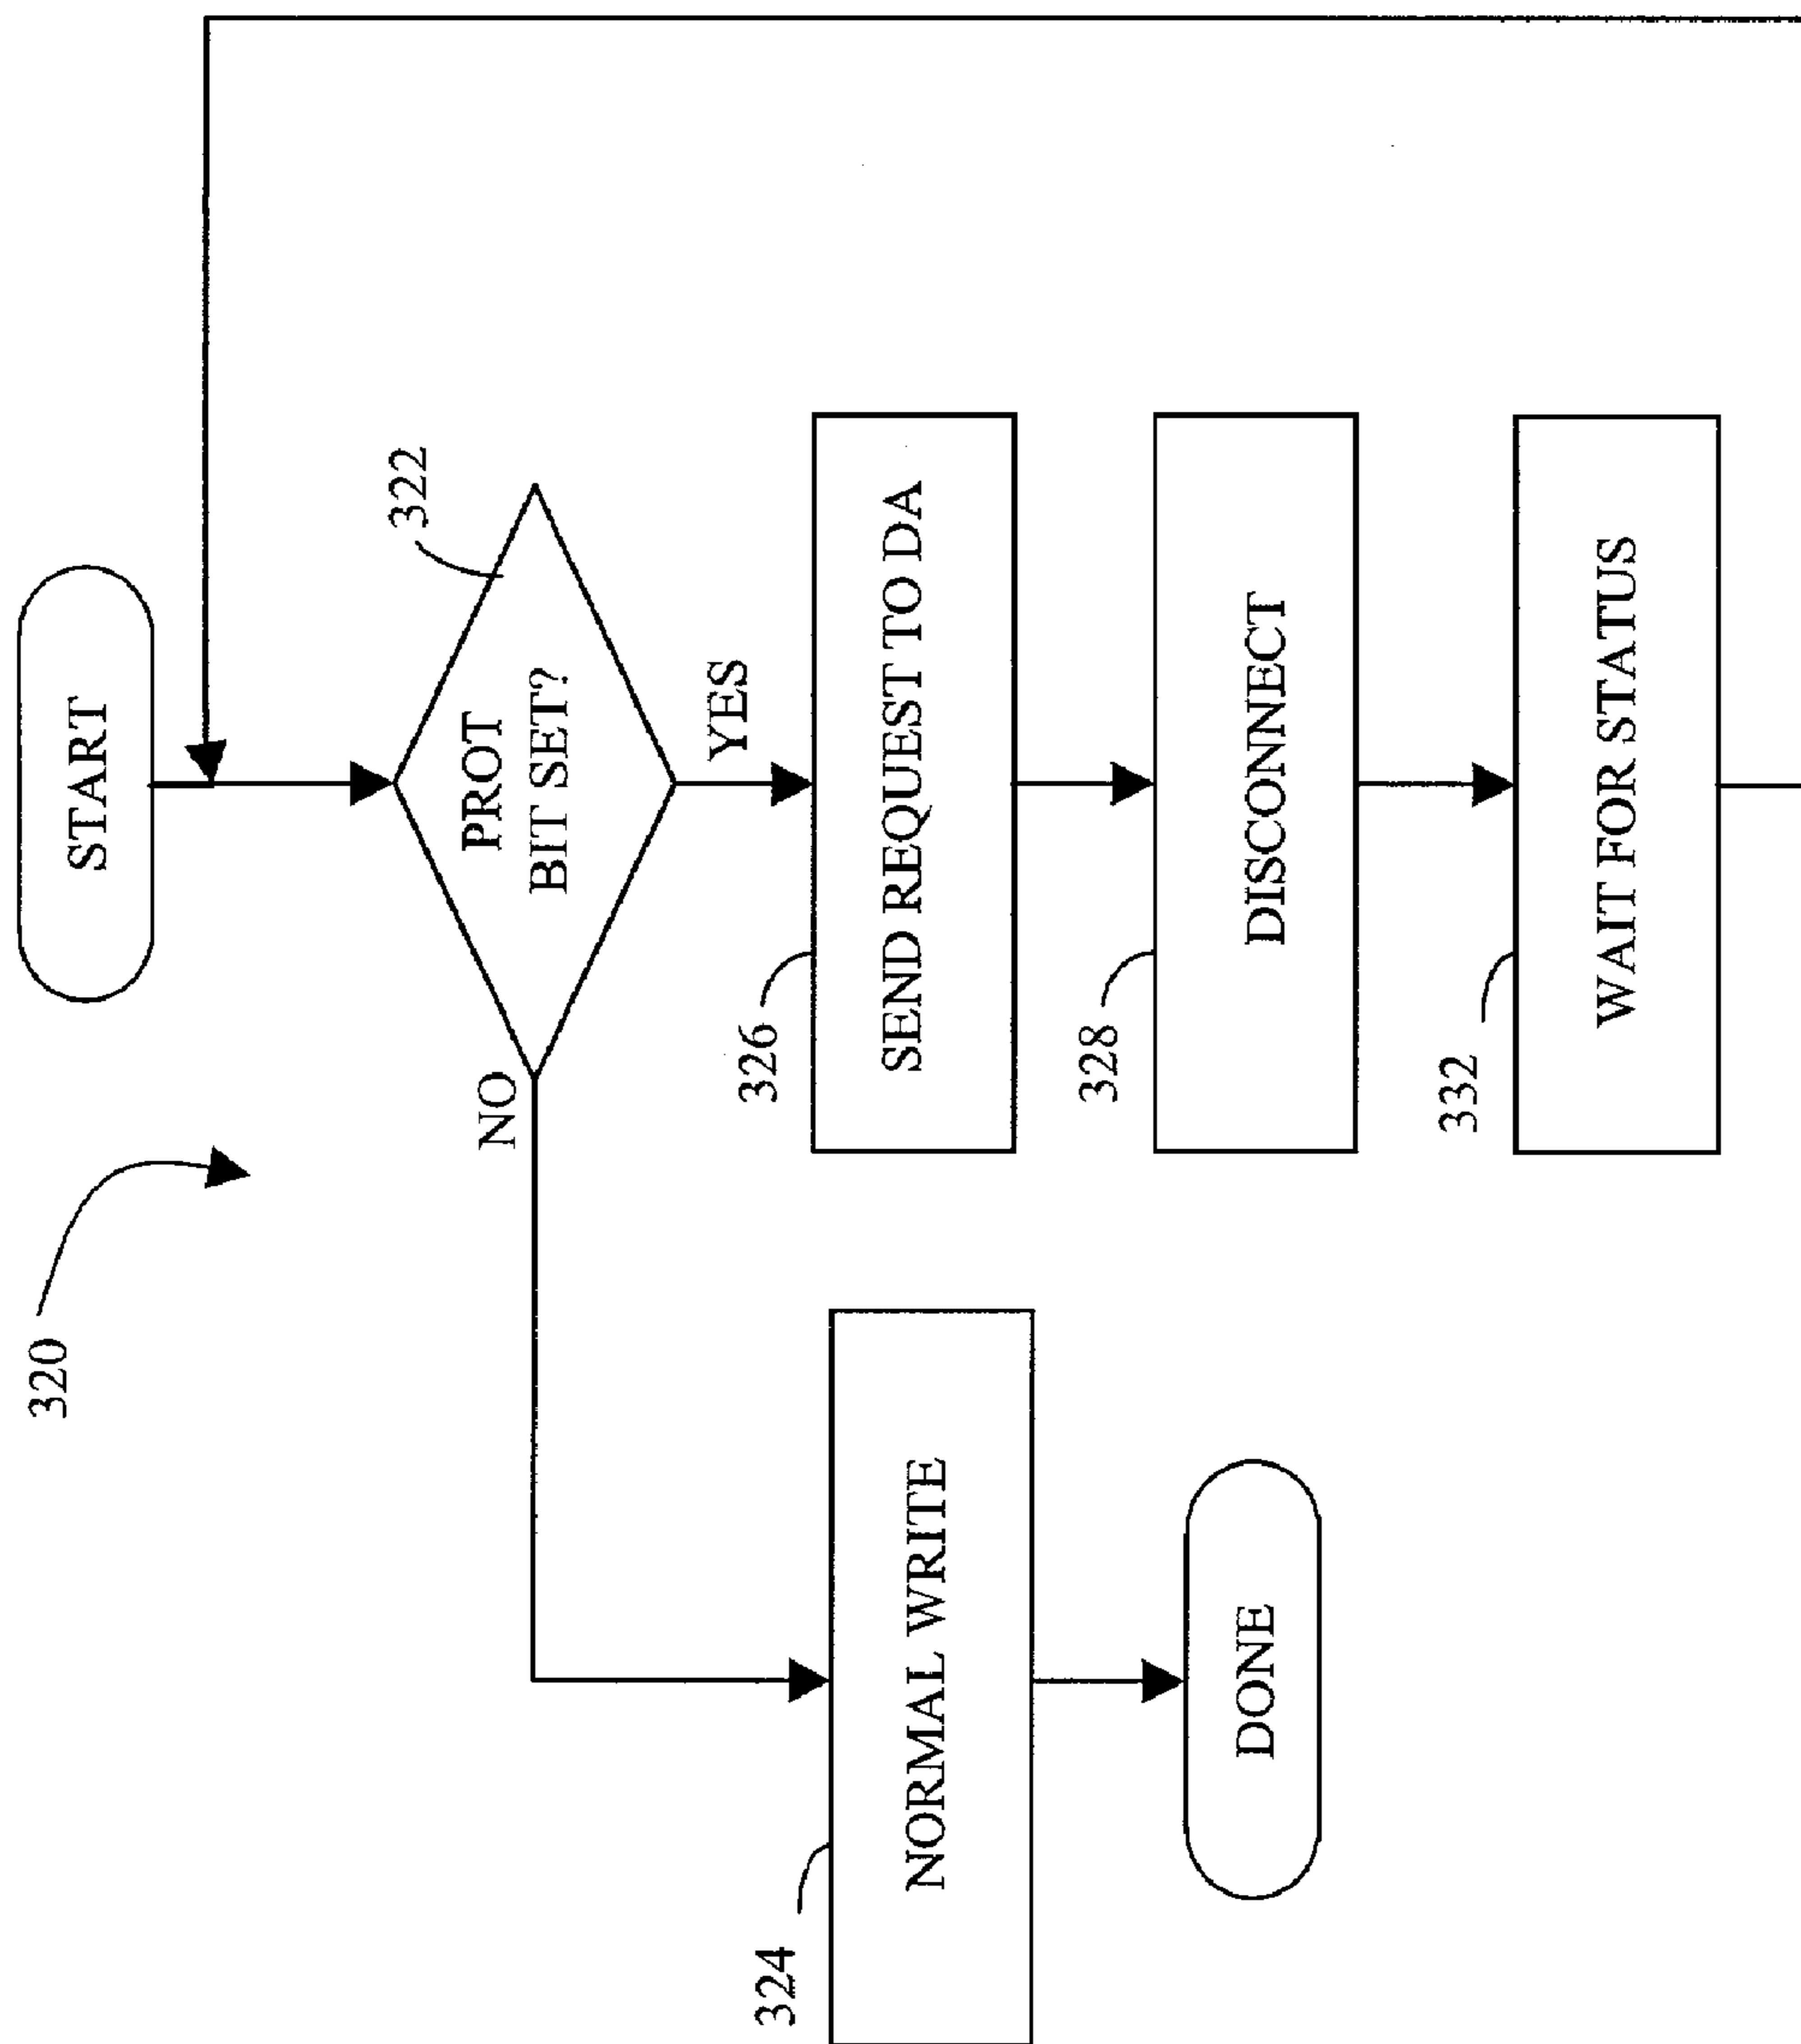 320
START
322
PROT
BIT SET?
NO
YES
324
NORMAL WRITE
DONE
326
SEND REQUEST TO DA
328
DISCONNECT
332
WAIT FOR STATUS